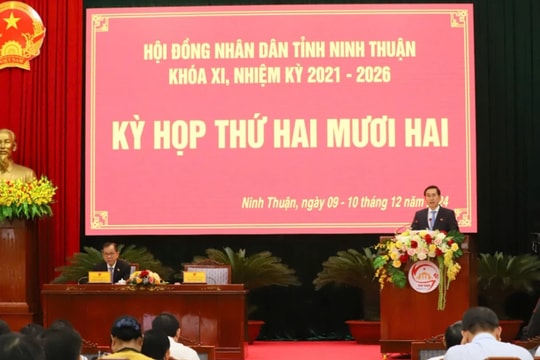 HỘI ĐỒNG NHÂN DÂN TỈNH NINH THUẬN
KHÓA XI, NHIỆM KỲ 2021 - 2026
KỲ HỌP THỨ HAI MƯƠI HAI
Ninh Thuận, ngày 09 - 10 tháng 12 năm 24